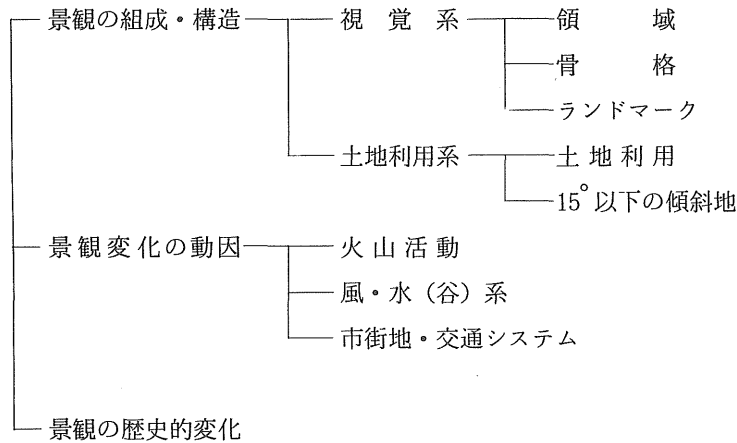 景観の組成・構造 視覚系 領域
骨格
ランドマーク
土地利用系 土地利用
15°以下の傾斜地
景観変化の動因 火山活動
風・水（谷）系
市街地・交通システム
景観の歴史的変化